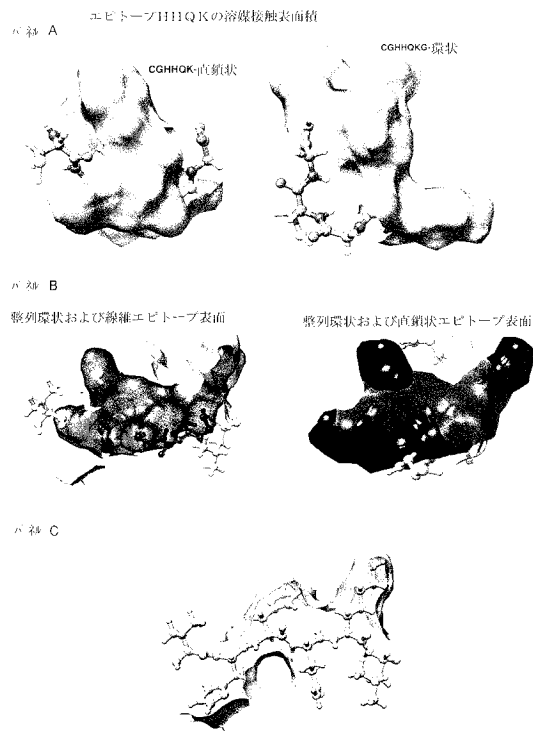 エピトープHHQKの溶媒接触表面積
パネル A
CGHHQK-直鎖状
CGHHQKG-環状
パネル B
整列環状および線維エピトープ表面
整列環状および直鎖状エピトープ表面
パネル C